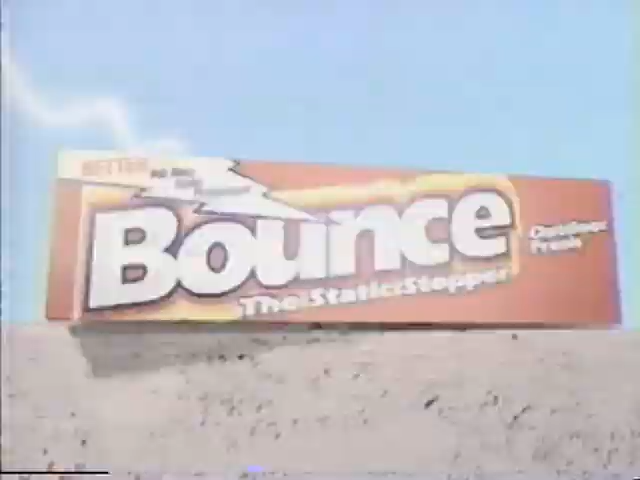 BETTER
Bounce
The Static Stopper
Outdoor
Fresh